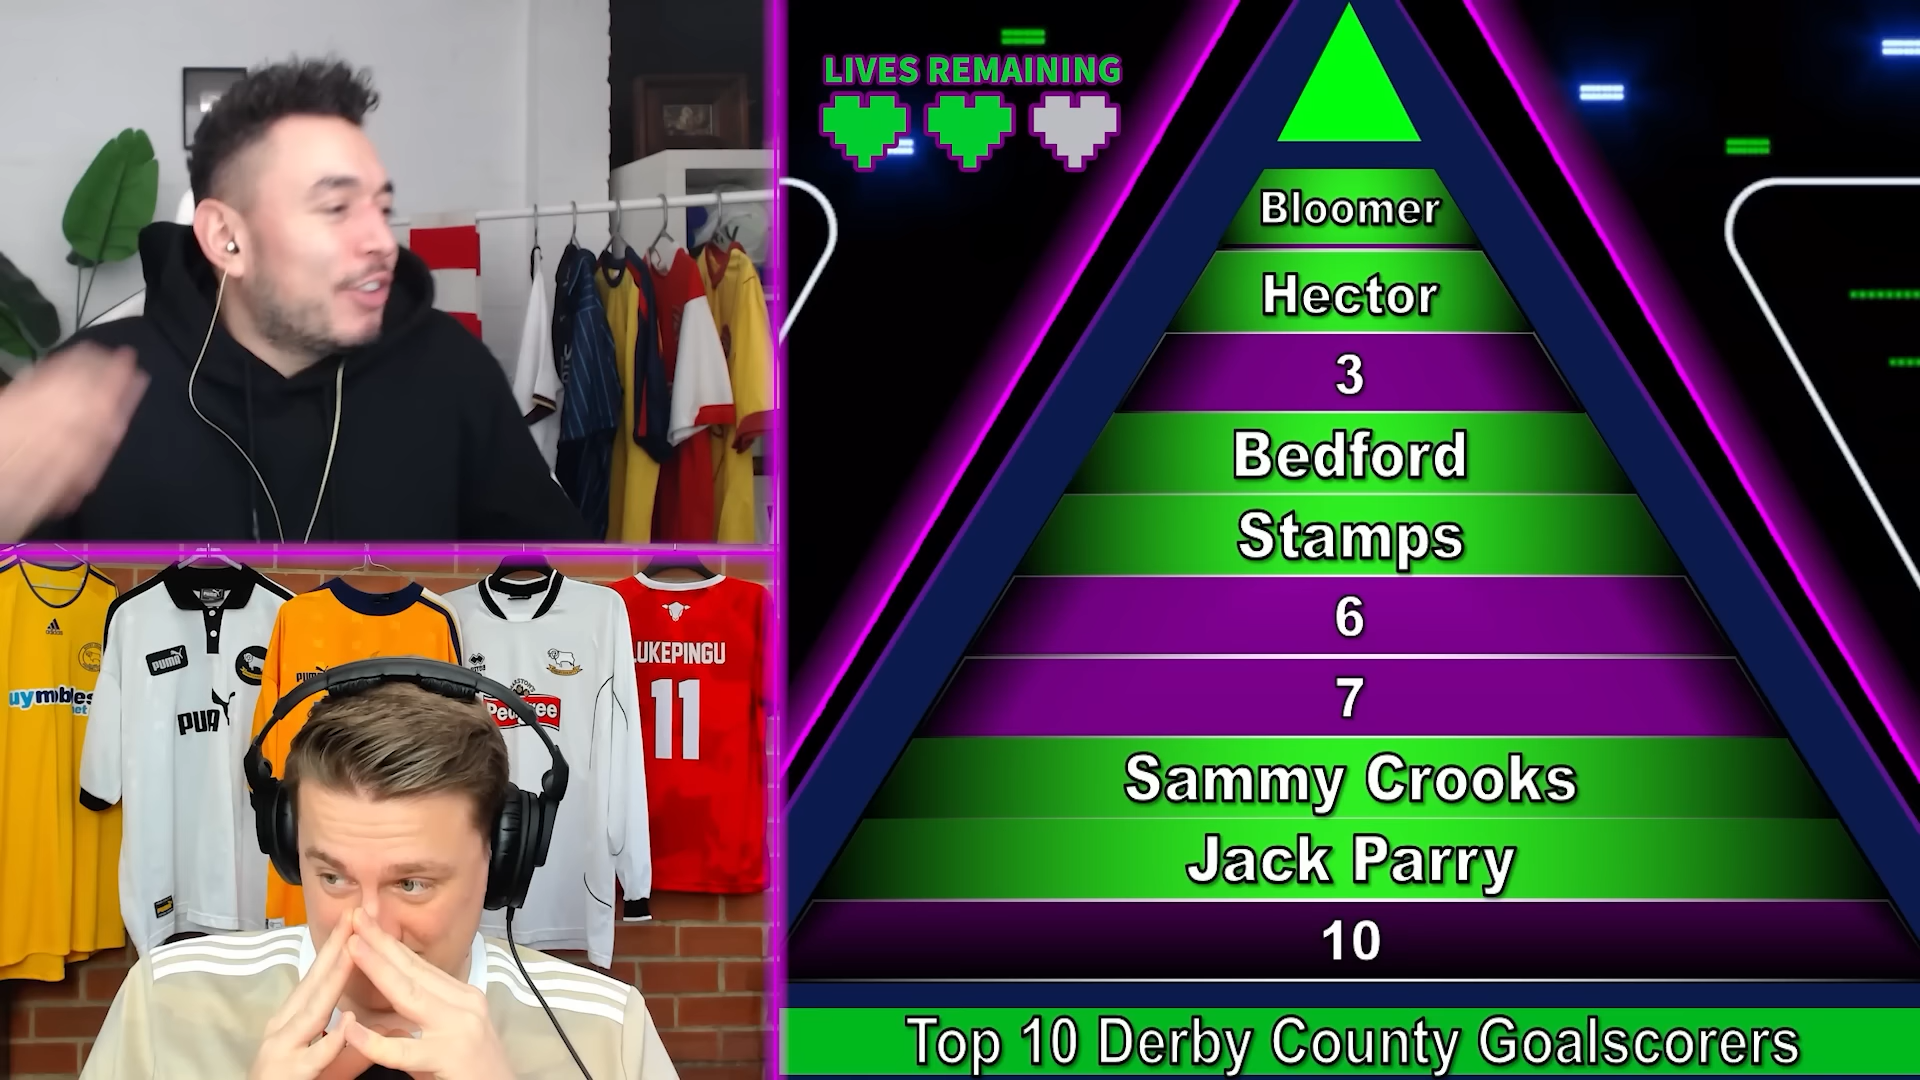 LIVES REMAINING
Bloomer
Hector
3
Bedford
Stamps
6
7
Sammy Crooks
Jack Parry
10
Top 10 Derby County Goalscorers
adidas
PUMA
LUKEPINGU
11